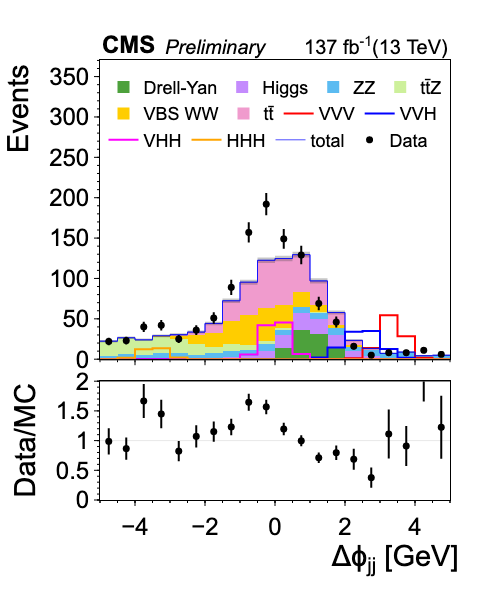 CMS Preliminary 137 fb⁻¹(13 TeV)
Events
350
300
250
200
150
100
50
0
Drell-Yan Higgs ZZ tt̄Z
VBS WW tt̄ VVV VVH
VHH HHH total Data
Data/MC
2
1.5
1
0.5
0
−4 −2 0 2 4
Δϕjj [GeV]